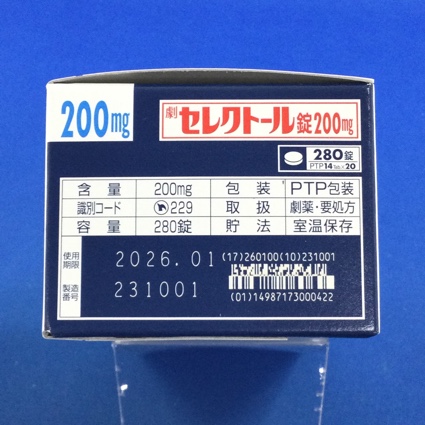 200mg
劇 セレクトール錠200mg
280錠
PTP14Tab.×20
含量 200mg 包装 PTP包装
識別コード 229 取扱 劇薬・要処方
容量 280錠 貯法 室温保存
使用期限 2026.01
(17)260100(10)231001
製造番号 231001
(01)14987173000422